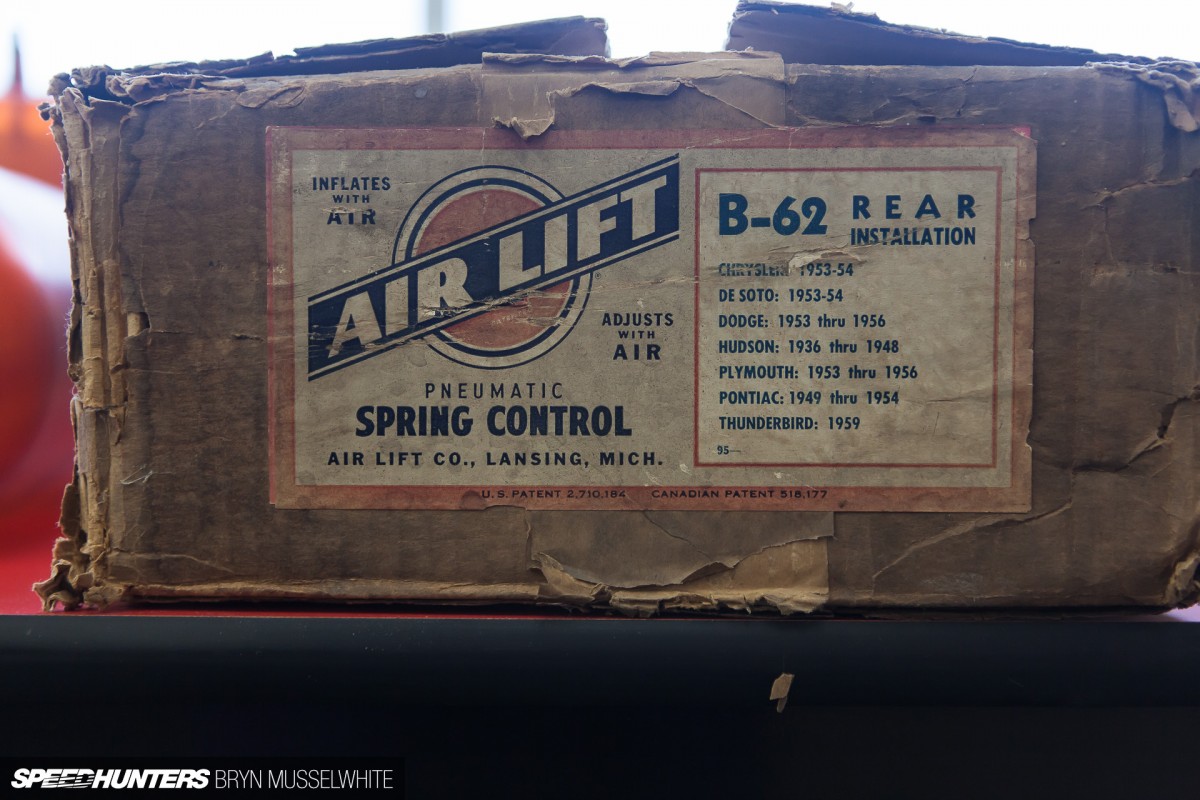 INFLATES
WITH
AIR
AIR LIFT
®
ADJUSTS
WITH
AIR
PNEUMATIC
SPRING CONTROL
AIR LIFT CO., LANSING, MICH.
B-62 REAR
INSTALLATION
CHRYSLER: 1953-54
DE SOTO: 1953-54
DODGE: 1953 thru 1956
HUDSON: 1936 thru 1948
PLYMOUTH: 1953 thru 1956
PONTIAC: 1949 thru 1954
THUNDERBIRD: 1959
95—
U.S. PATENT 2,710,184 CANADIAN PATENT 518,177
SPEEDHUNTERS BRYN MUSSELWHITE